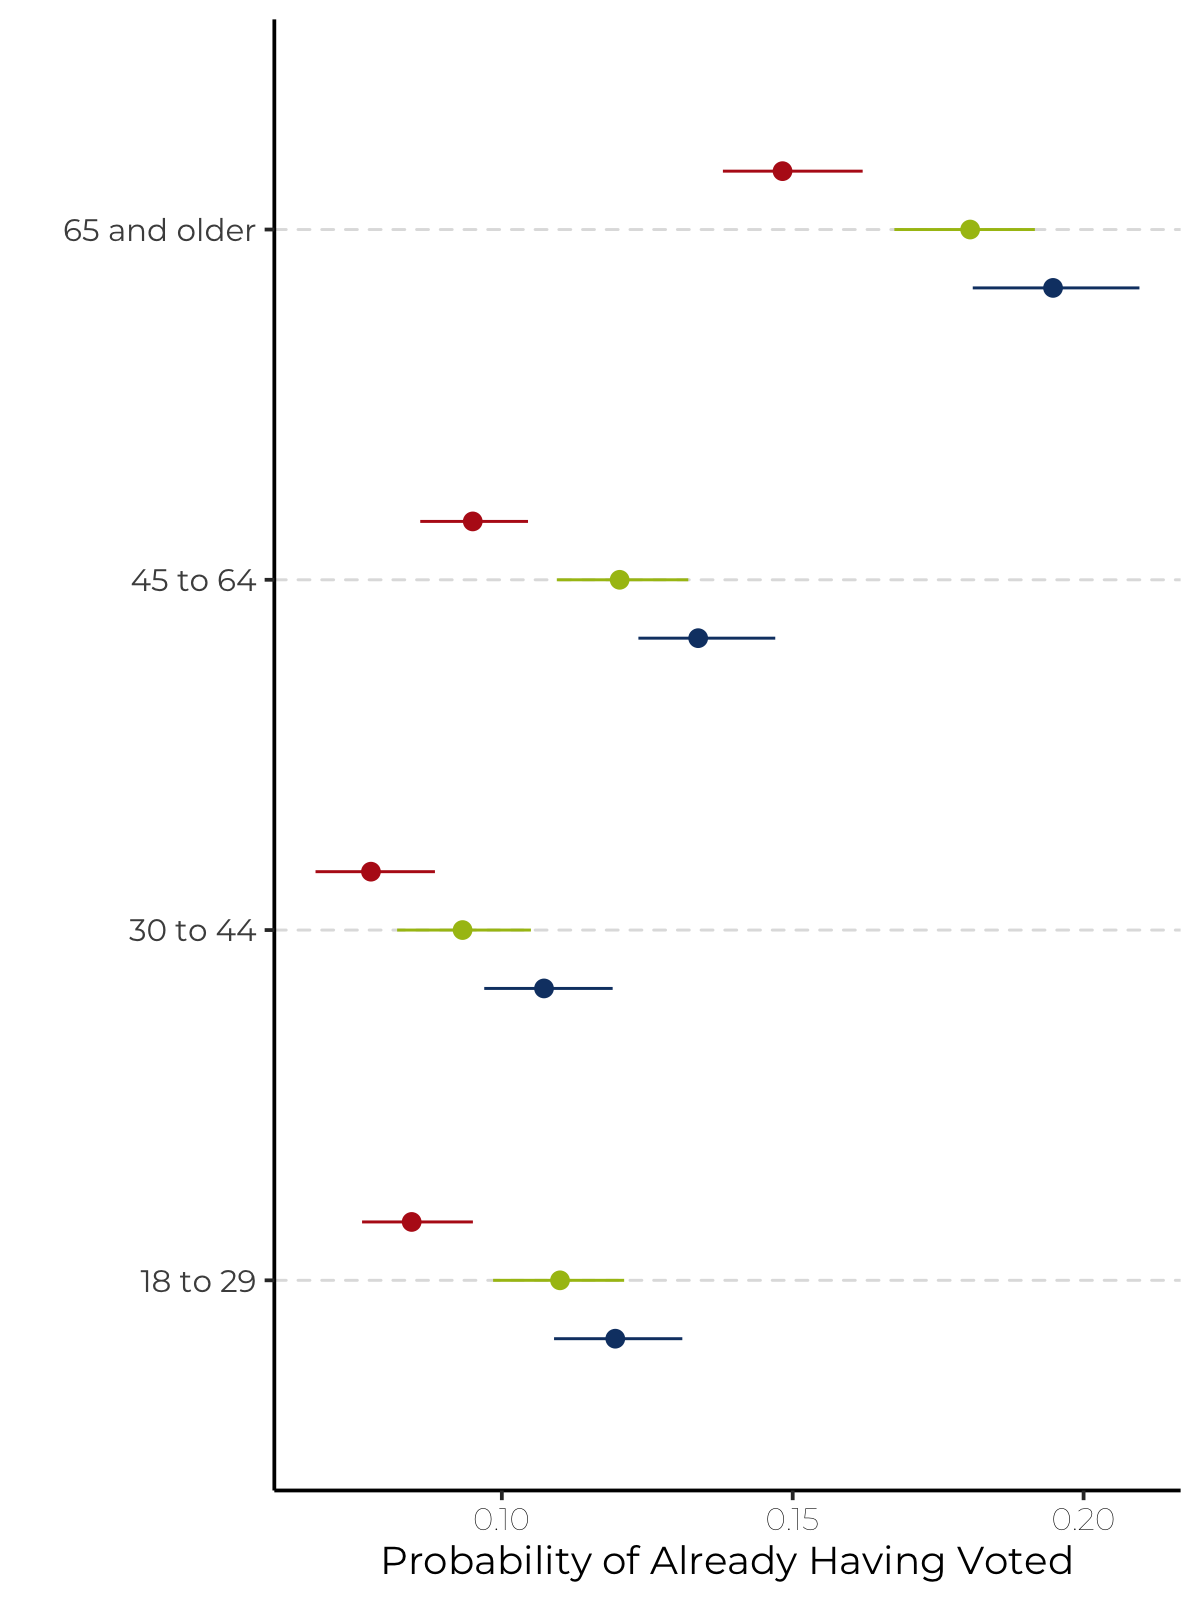 65 and older
45 to 64
30 to 44
18 to 29
0.10 0.15 0.20
Probability of Already Having Voted